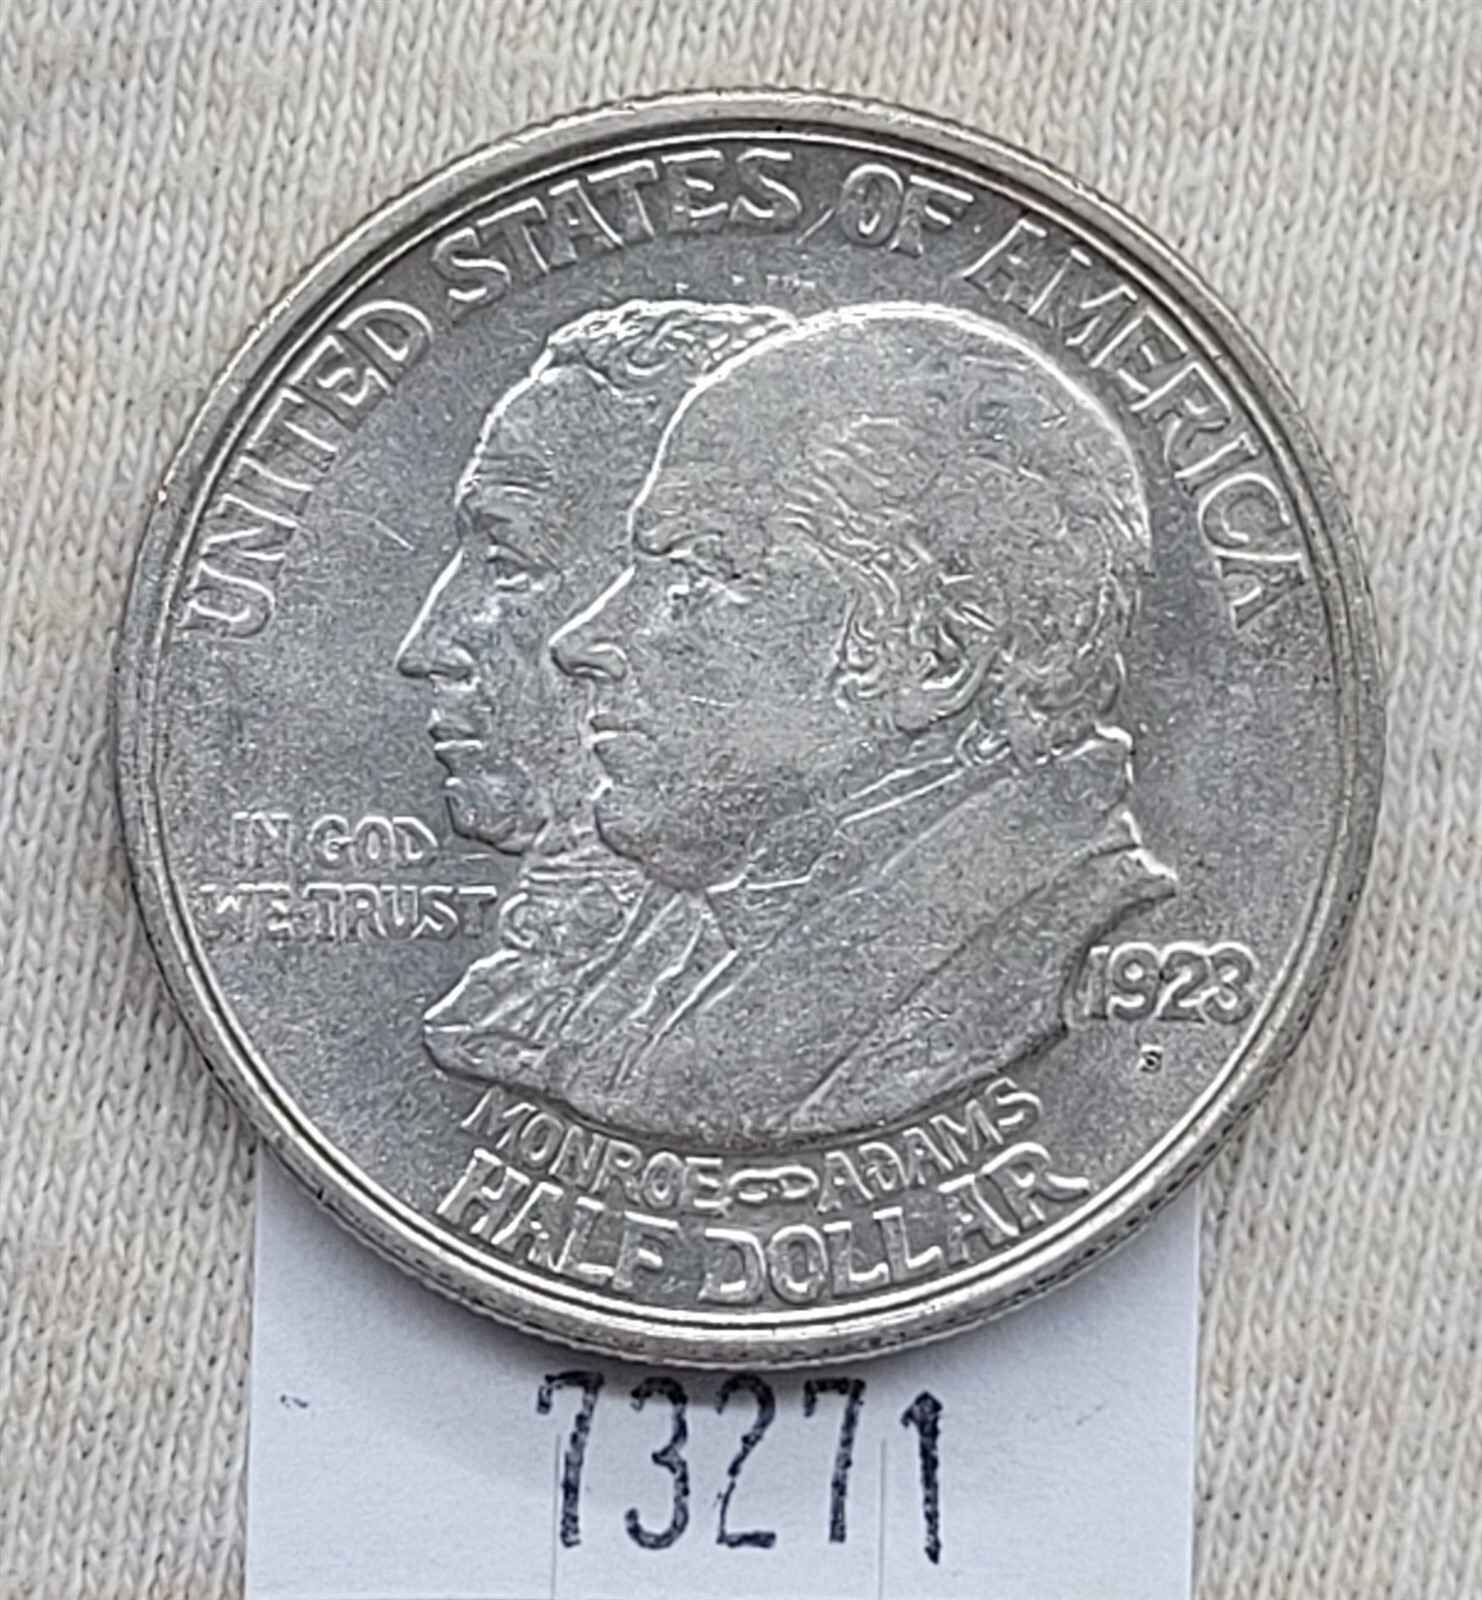 UNITED STATES OF AMERICA
IN GOD
WE TRUST
1923
S
MONROE ADAMS
HALF DOLLAR
73271